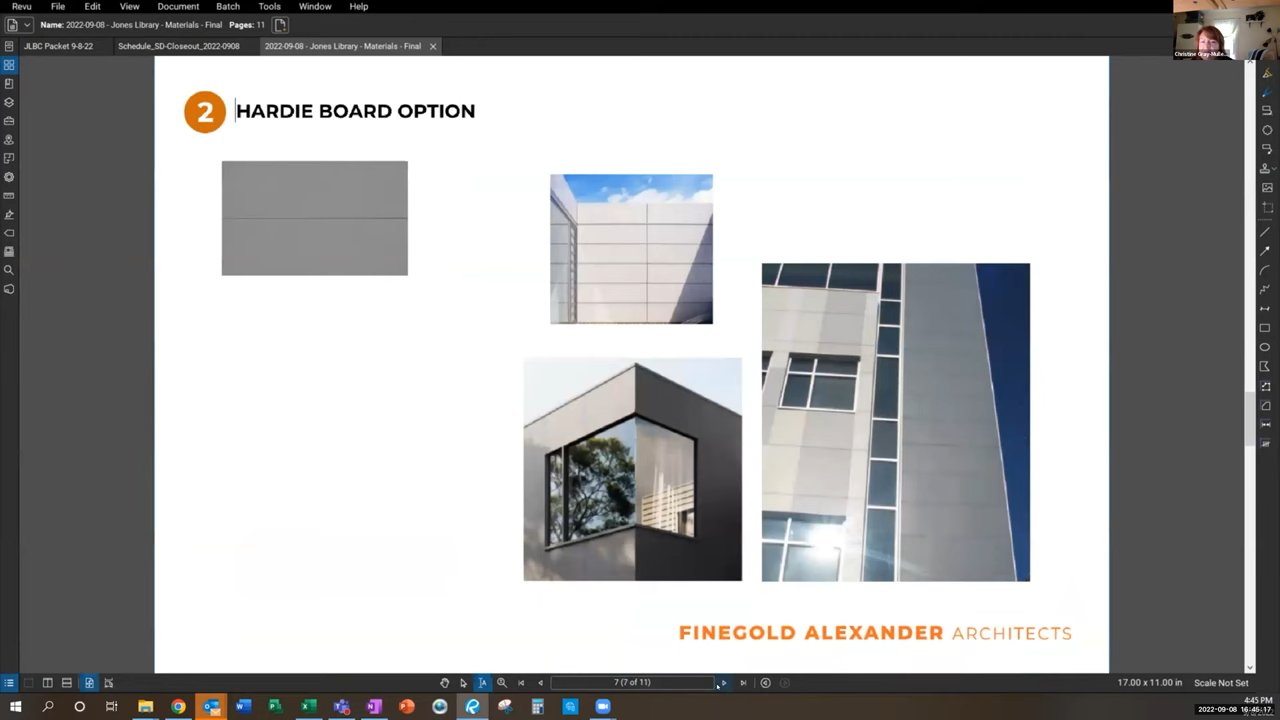 Revu File Edit View Document Batch Tools Window Help
Name: 2022-09-08 - Jones Library - Materials - Final Pages: 11
JLBC Packet 9-8-22 Schedule_SD-Closeout_2022-0908 2022-09-08 - Jones Library - Materials - Final
Christine Gray-Mulle...
2 HARDIE BOARD OPTION
FINEGOLD ALEXANDER ARCHITECTS
7 (7 of 11)
17.00 x 11.00 in Scale Not Set
4:45 PM
2022-09-08 16:45:17